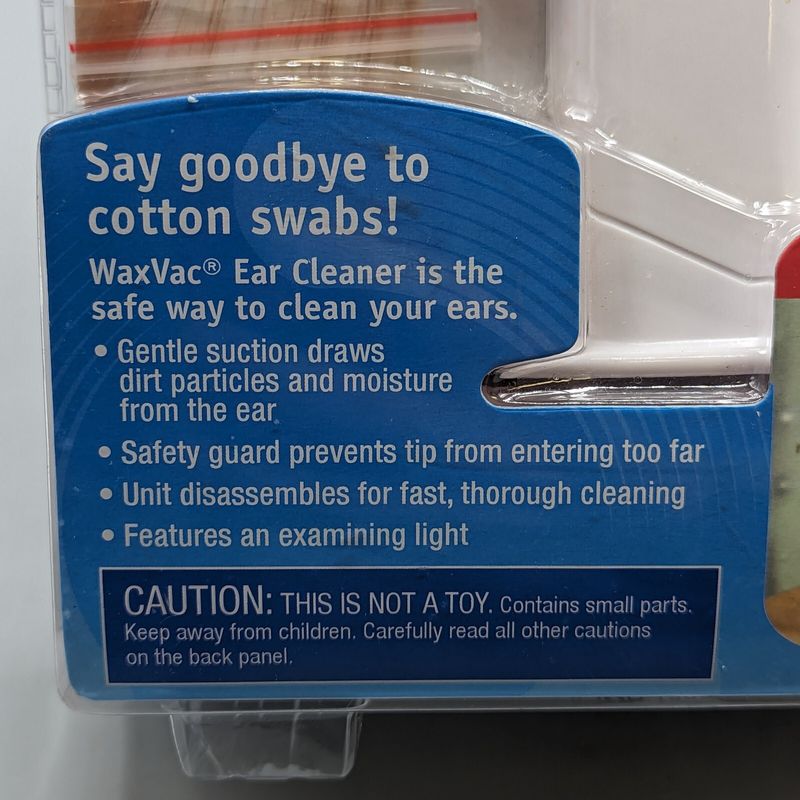 Say goodbye to
cotton swabs!
WaxVac® Ear Cleaner is the
safe way to clean your ears.
• Gentle suction draws
dirt particles and moisture
from the ear
• Safety guard prevents tip from entering too far
• Unit disassembles for fast, thorough cleaning
• Features an examining light
CAUTION: THIS IS NOT A TOY. Contains small parts.
Keep away from children. Carefully read all other cautions
on the back panel.